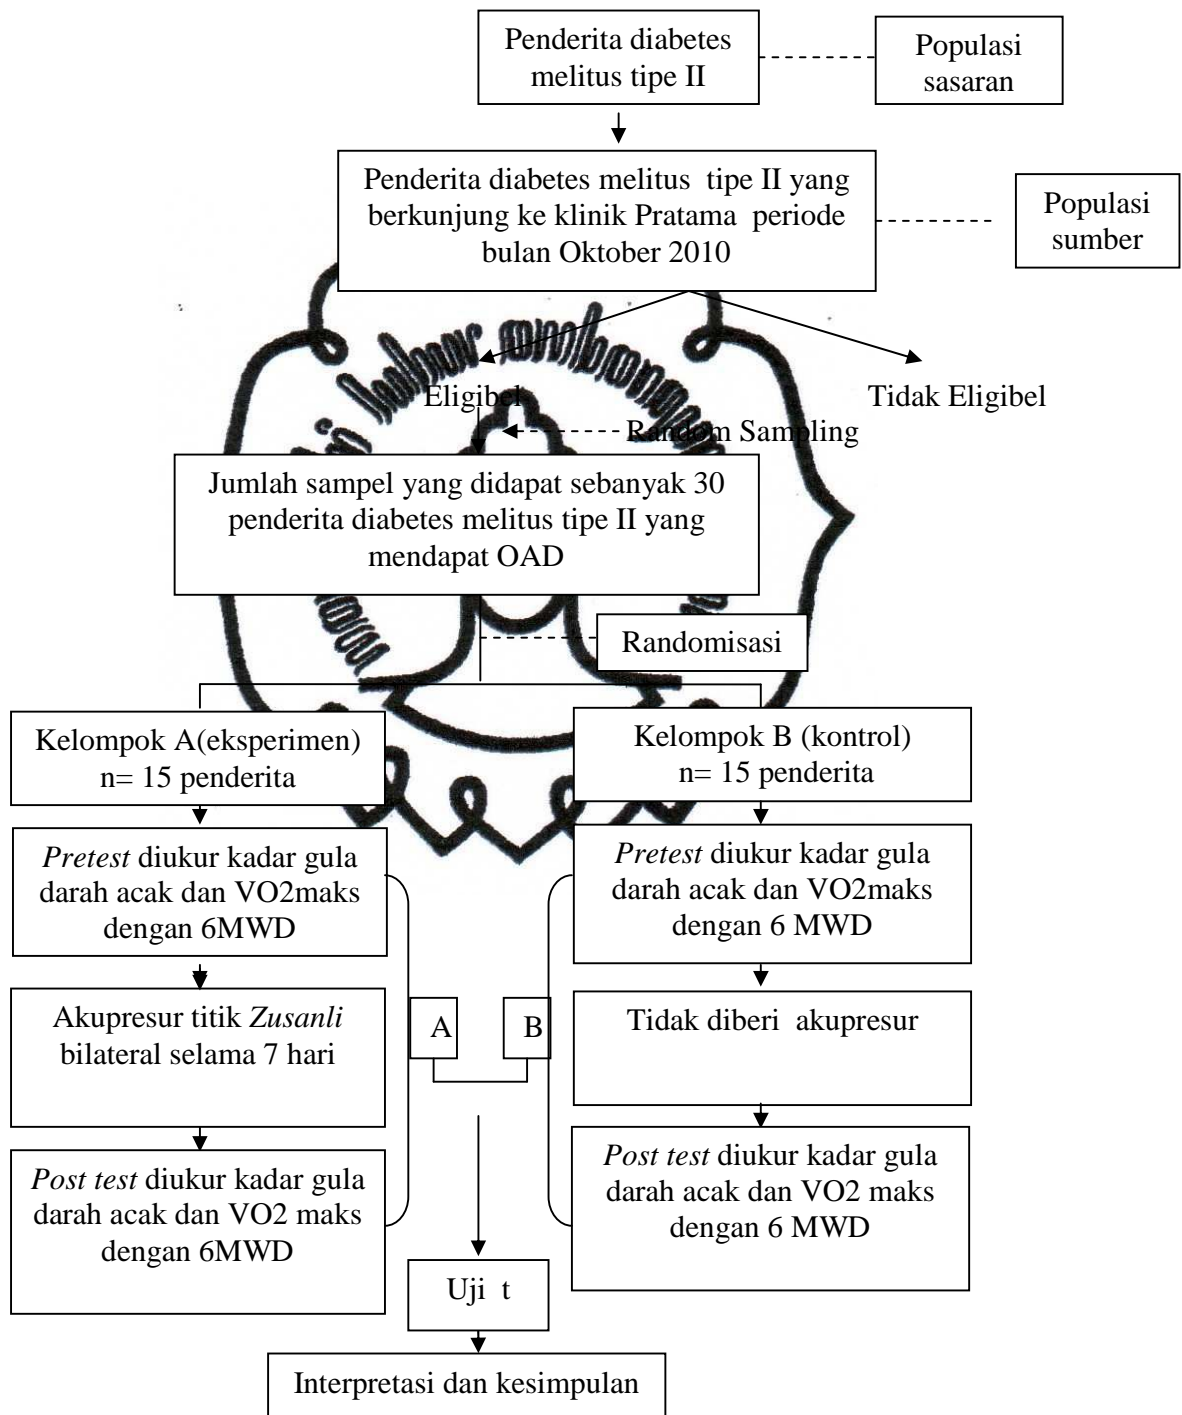 Penderita diabetes
melitus tipe II
Populasi
sasaran
Penderita diabetes melitus  tipe II yang
berkunjung ke klinik Pratama  periode
bulan Oktober 2010
Populasi
sumber
Eligibel
Tidak Eligibel
Random Sampling
Jumlah sampel yang didapat sebanyak 30
penderita diabetes melitus tipe II yang
mendapat OAD
Randomisasi
Kelompok A(eksperimen)
n= 15 penderita
Kelompok B (kontrol)
n= 15 penderita
Pretest diukur kadar gula
darah acak dan VO2maks
dengan 6MWD
Pretest diukur kadar gula
darah acak dan VO2maks
dengan 6 MWD
Akupresur titik Zusanli
bilateral selama 7 hari
A
B
Tidak diberi  akupresur
Post test diukur kadar gula
darah acak dan VO2 maks
dengan 6MWD
Post test diukur kadar gula
darah acak dan VO2 maks
dengan 6 MWD
Uji  t
Interpretasi dan kesimpulan